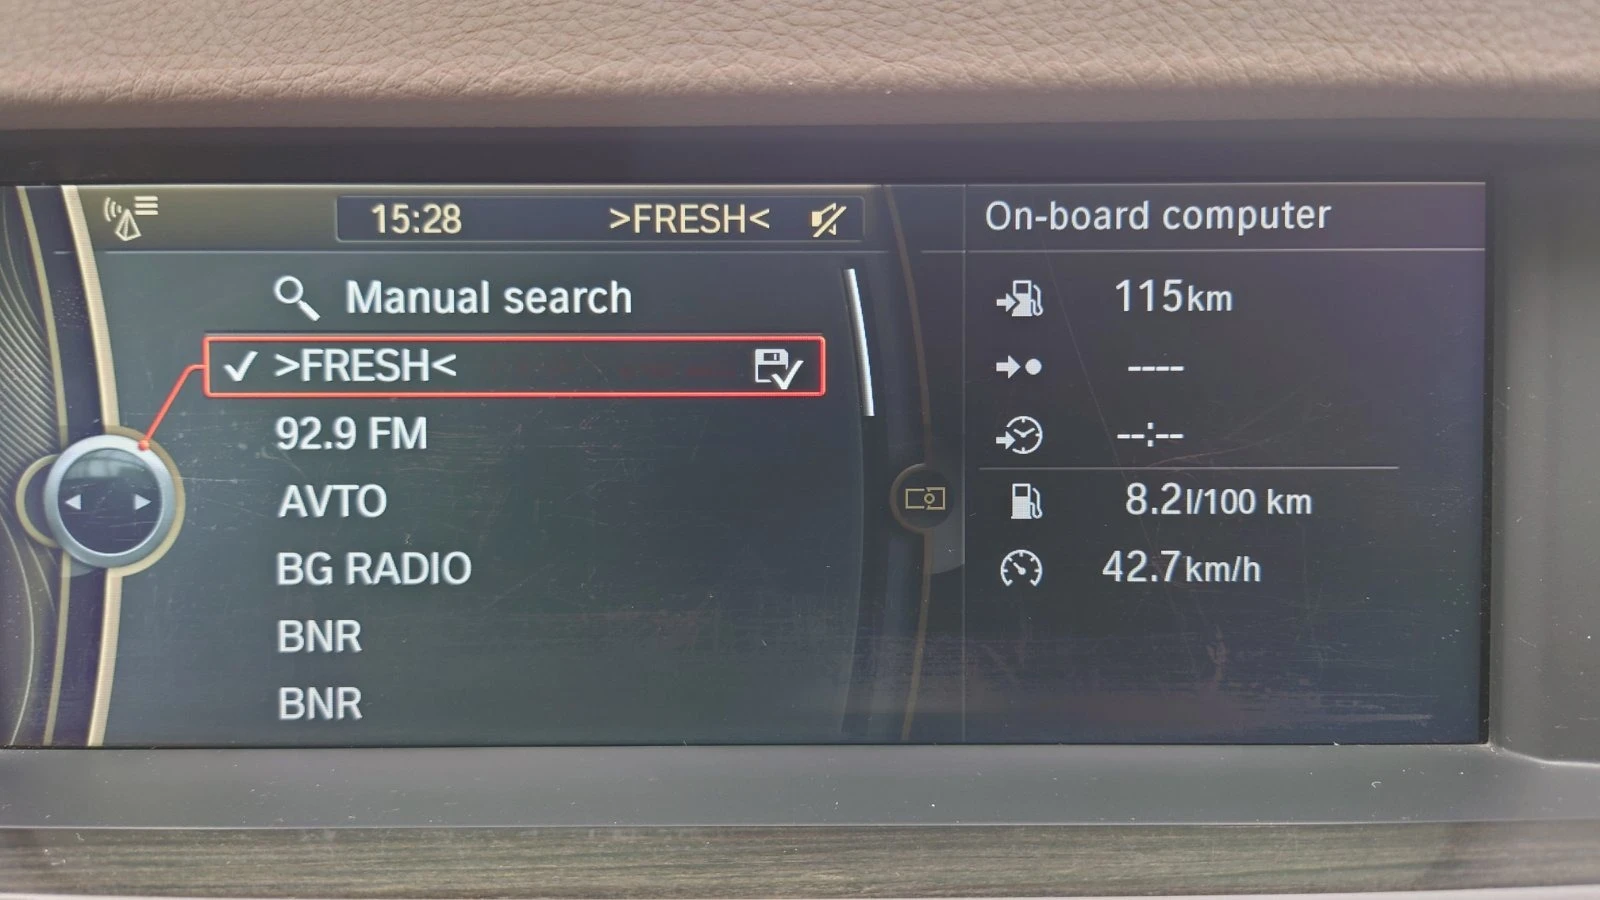 15:28 >FRESH<
Manual search
>FRESH<
92.9 FM
AVTO
BG RADIO
BNR
BNR
On-board computer
115km
----
--:--
8.2l/100 km
42.7km/h